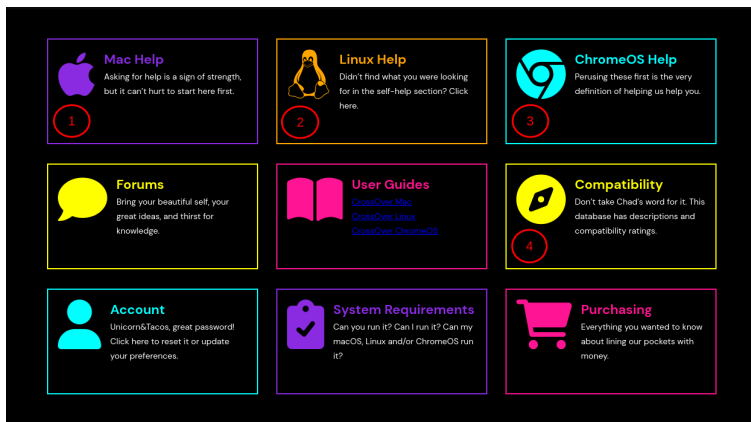 Mac Help
Asking for help is a sign of strength,
but it can't hurt to start here first.
1
Linux Help
Didn't find what you were looking
for in the self-help section? Click
here.
2
ChromeOS Help
Perusing these first is the very
definition of helping us help you.
3
Forums
Bring your beautiful self, your
great ideas, and thirst for
knowledge.
User Guides
CrossOver Mac
CrossOver Linux
CrossOver ChromeOS
Compatibility
Don't take Chad's word for it. This
database has descriptions and
compatibility ratings.
4
Account
Unicorn&Tacos, great password!
Click here to reset it or update
your preferences.
System Requirements
Can you run it? Can I run it? Can my
macOS, Linux and/or ChromeOS run
it?
Purchasing
Everything you wanted to know
about lining our pockets with
money.